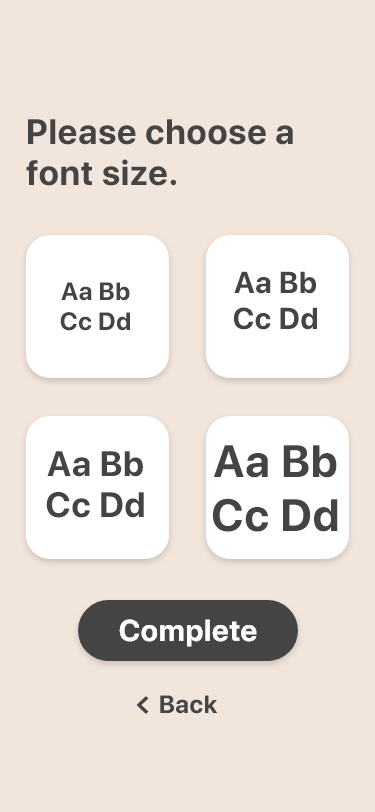 Please choose a
font size.
Aa Bb
Cc Dd
Aa Bb
Cc Dd
Aa Bb
Cc Dd
Aa Bb
Cc Dd
Complete
Back